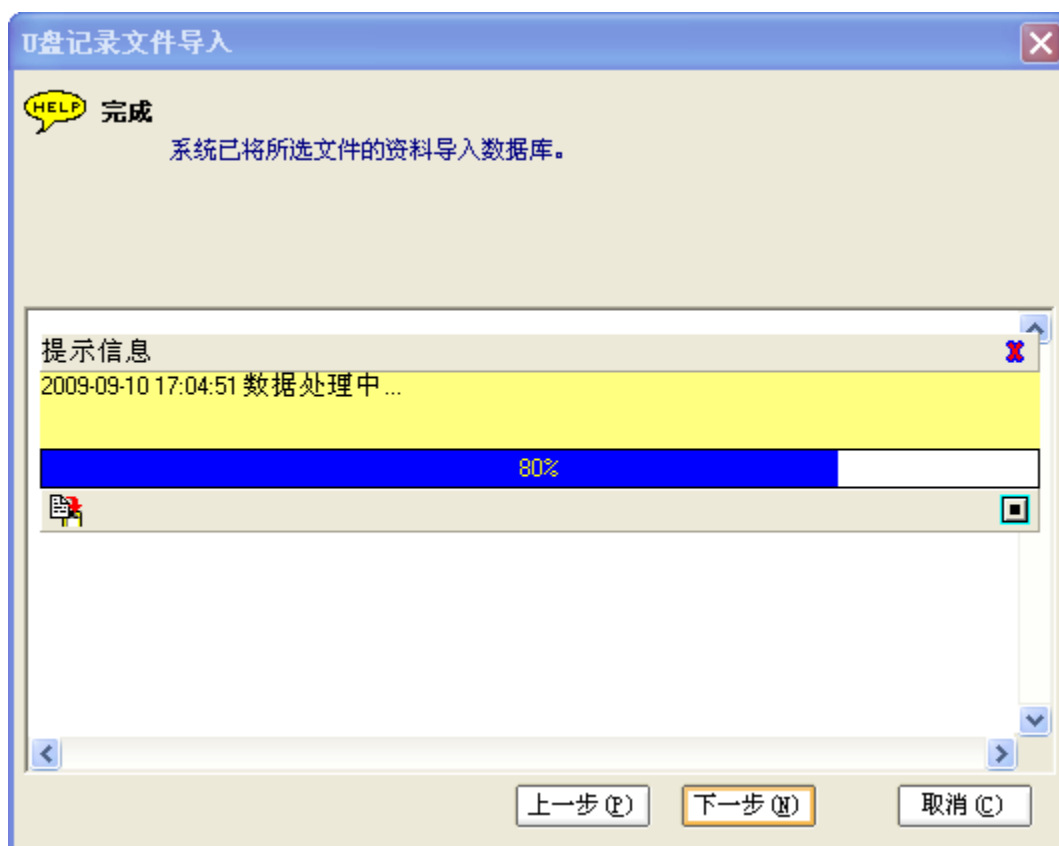 U盘记录文件导入
HELP 完成
系统已将所选文件的资料导入数据库。
提示信息
2009-09-10 17:04:51 数据处理中...
80%
上一步(P) 下一步(N) 取消(C)